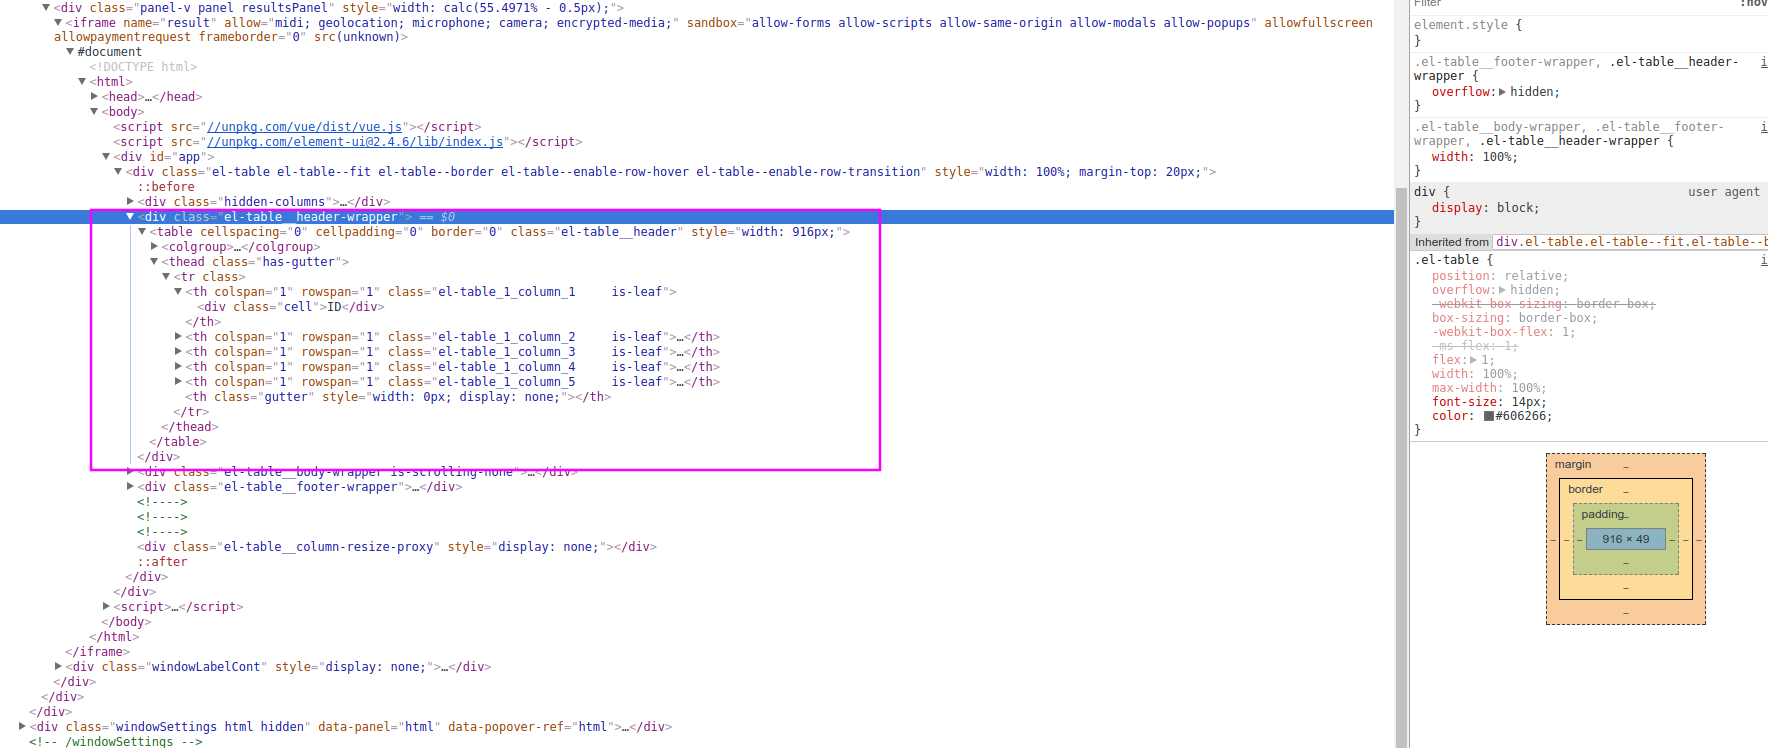 <div class="panel-v panel resultsPanel" style="width: calc(55.4971% - 0.5px);">
<iframe name="result" allow="midi; geolocation; microphone; camera; encrypted-media;" sandbox="allow-forms allow-scripts allow-same-origin allow-modals allow-popups" allowfullscreen
allowpaymentrequest frameborder="0" src(unknown)>
#document
<!DOCTYPE html>
<html>
<head>…</head>
<body>
<script src="//unpkg.com/vue/dist/vue.js"></script>
<script src="//unpkg.com/element-ui@2.4.6/lib/index.js"></script>
<div id="app">
<div class="el-table el-table--fit el-table--border el-table--enable-row-hover el-table--enable-row-transition" style="width: 100%; margin-top: 20px;">
::before
<div class="hidden-columns">…</div>
<div class="el-table__header-wrapper"> == $0
<table cellspacing="0" cellpadding="0" border="0" class="el-table__header" style="width: 916px;">
<colgroup>…</colgroup>
<thead class="has-gutter">
<tr class>
<th colspan="1" rowspan="1" class="el-table_1_column_1     is-leaf">
<div class="cell">ID</div>
</th>
<th colspan="1" rowspan="1" class="el-table_1_column_2     is-leaf">…</th>
<th colspan="1" rowspan="1" class="el-table_1_column_3     is-leaf">…</th>
<th colspan="1" rowspan="1" class="el-table_1_column_4     is-leaf">…</th>
<th colspan="1" rowspan="1" class="el-table_1_column_5     is-leaf">…</th>
<th class="gutter" style="width: 0px; display: none;"></th>
</tr>
</thead>
</table>
</div>
<div class="el-table__body-wrapper is-scrolling-none">…</div>
<div class="el-table__footer-wrapper">…</div>
<!---->
<!---->
<!---->
<div class="el-table__column-resize-proxy" style="display: none;"></div>
::after
</div>
</div>
<script>…</script>
</body>
</html>
</iframe>
<div class="windowLabelCont" style="display: none;">…</div>
</div>
</div>
</div>
<div class="windowSettings html hidden" data-panel="html" data-popover-ref="html">…</div>
<!-- /windowSettings -->
Filter :hov
element.style {
}
.el-table__footer-wrapper, .el-table__header- i
wrapper {
overflow: hidden;
}
.el-table__body-wrapper, .el-table__footer- i
wrapper, .el-table__header-wrapper {
width: 100%;
}
div { user agent
display: block;
}
Inherited from div.el-table.el-table--fit.el-table--b
.el-table { i
position: relative;
overflow: hidden;
-webkit-box-sizing: border-box;
box-sizing: border-box;
-webkit-box-flex: 1;
-ms-flex: 1;
flex: 1;
width: 100%;
max-width: 100%;
font-size: 14px;
color: #606266;
}
margin –
border –
padding –
– – – 916 × 49 – – –
–
–
–